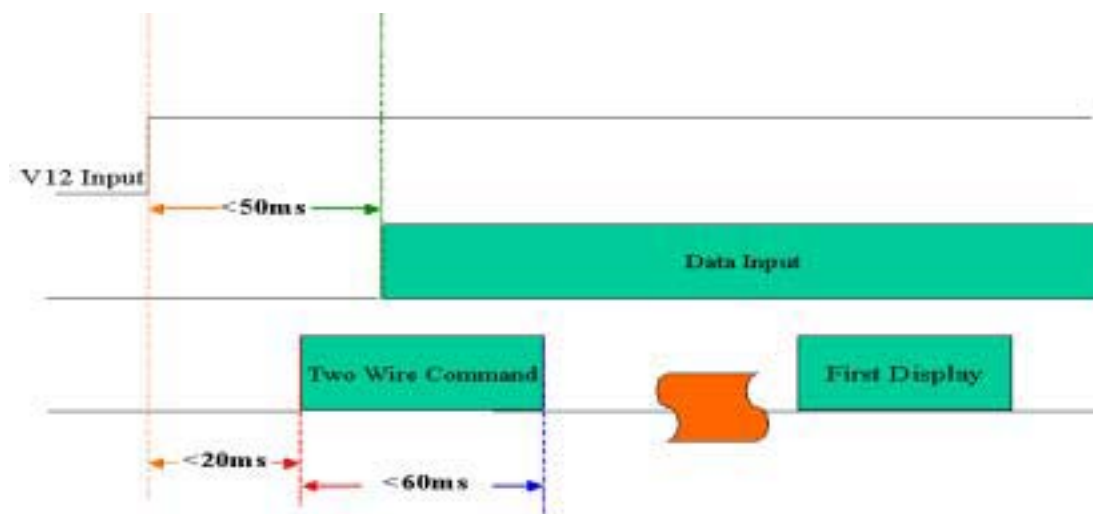 V12 Input
<50ms
Data Input
Two Wire Command
First Display
<20ms
<60ms